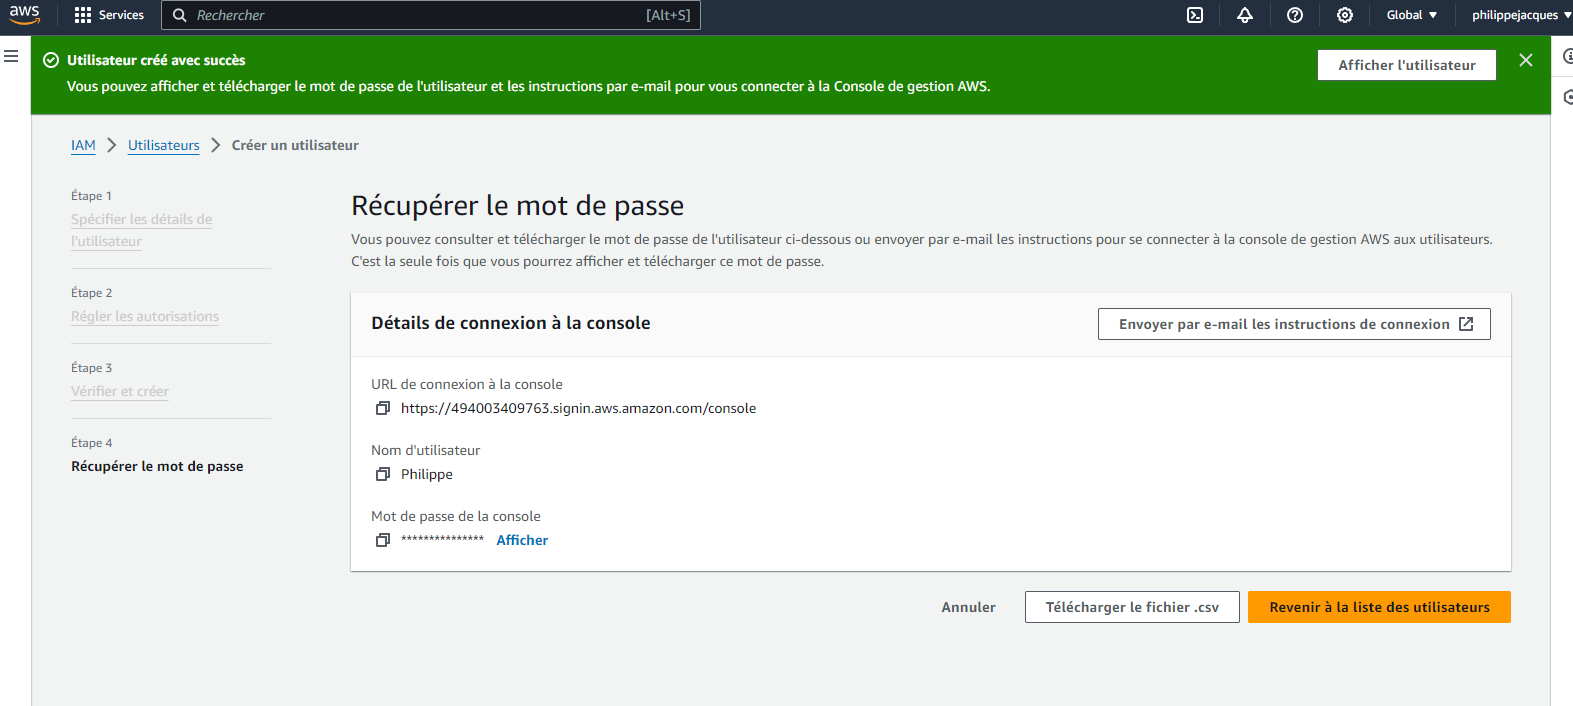 aws
Services
Rechercher
[Alt+S]
Global
philippejacques
Utilisateur créé avec succès
Vous pouvez afficher et télécharger le mot de passe de l'utilisateur et les instructions par e-mail pour vous connecter à la Console de gestion AWS.
Afficher l'utilisateur
IAM
Utilisateurs
Créer un utilisateur
Étape 1
Spécifier les détails de
l'utilisateur
Étape 2
Régler les autorisations
Étape 3
Vérifier et créer
Étape 4
Récupérer le mot de passe
Récupérer le mot de passe
Vous pouvez consulter et télécharger le mot de passe de l'utilisateur ci-dessous ou envoyer par e-mail les instructions pour se connecter à la console de gestion AWS aux utilisateurs.
C'est la seule fois que vous pourrez afficher et télécharger ce mot de passe.
Détails de connexion à la console
Envoyer par e-mail les instructions de connexion
URL de connexion à la console
https://494003409763.signin.aws.amazon.com/console
Nom d'utilisateur
Philippe
Mot de passe de la console
*************** Afficher
Annuler
Télécharger le fichier .csv
Revenir à la liste des utilisateurs